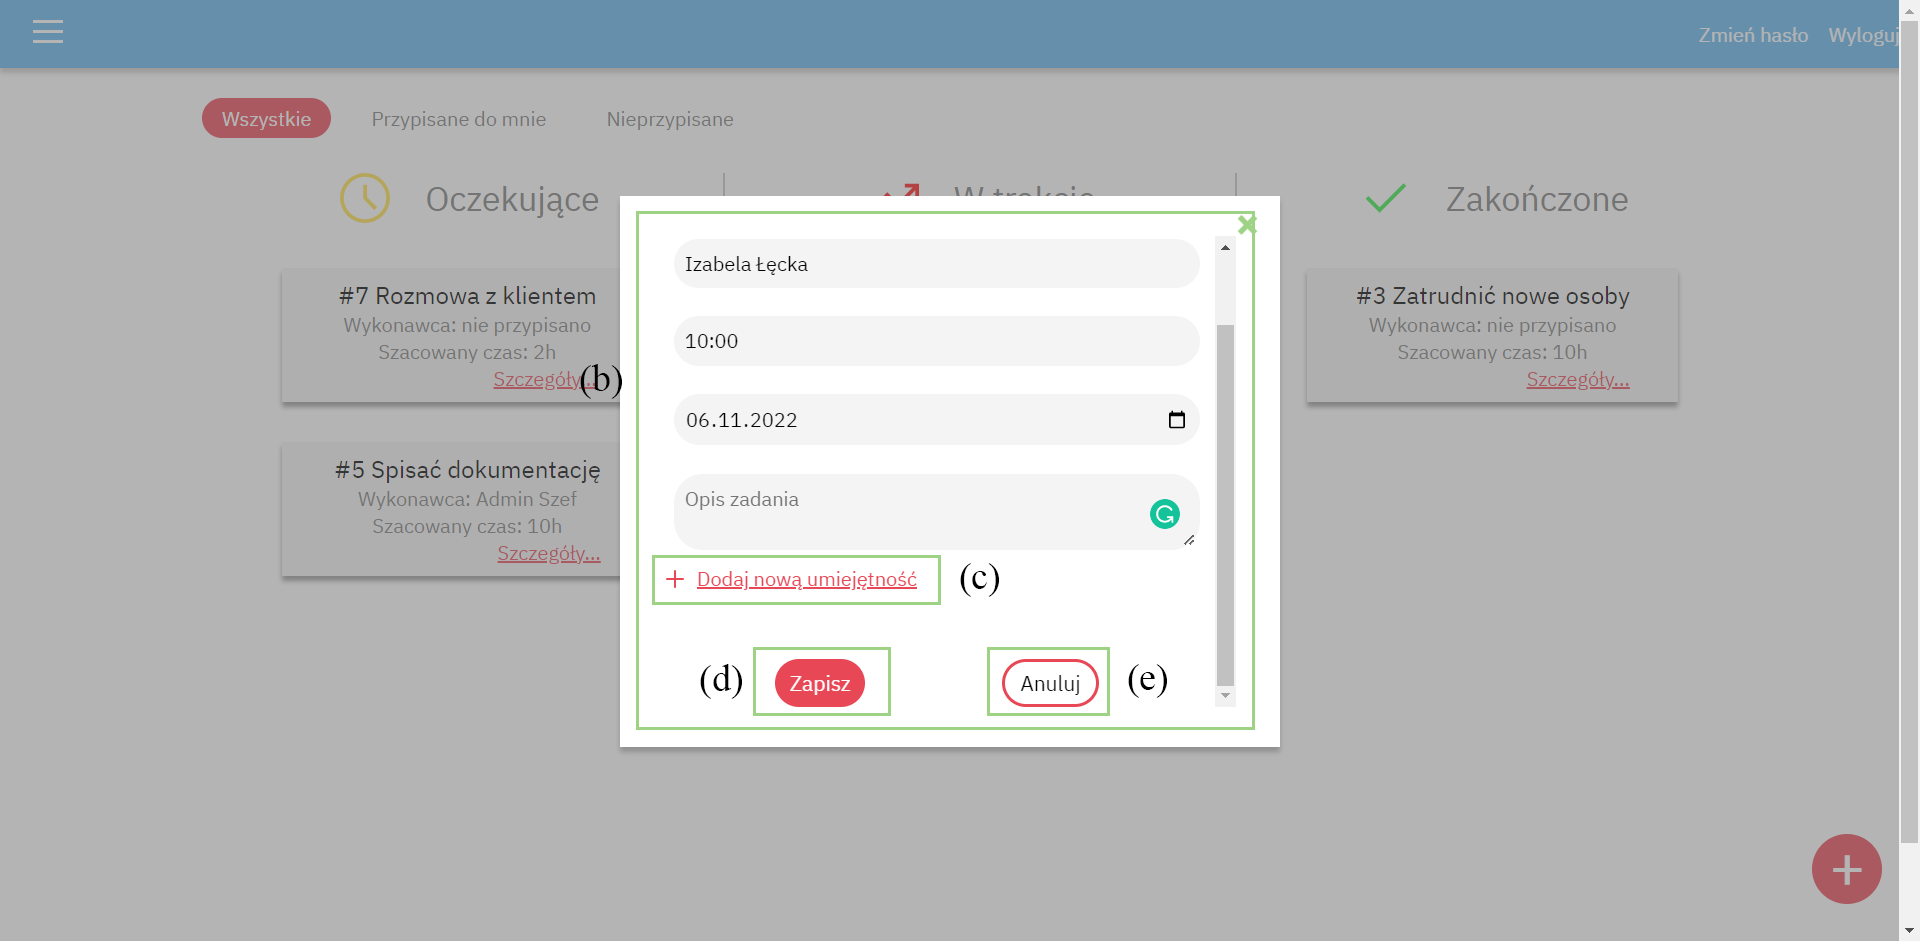 Zmień hasło Wyloguj
Wszystkie Przypisane do mnie Nieprzypisane
Oczekujące
W trakcie
Zakończone
#7 Rozmowa z klientem
Wykonawca: nie przypisano
Szacowany czas: 2h
Szczegóły...
(b)
#5 Spisać dokumentację
Wykonawca: Admin Szef
Szacowany czas: 10h
Szczegóły...
Izabela Łęcka
10:00
06.11.2022
Opis zadania
Dodaj nową umiejętność
(c)
(d)
Zapisz
Anuluj
(e)
#3 Zatrudnić nowe osoby
Wykonawca: nie przypisano
Szacowany czas: 10h
Szczegóły...